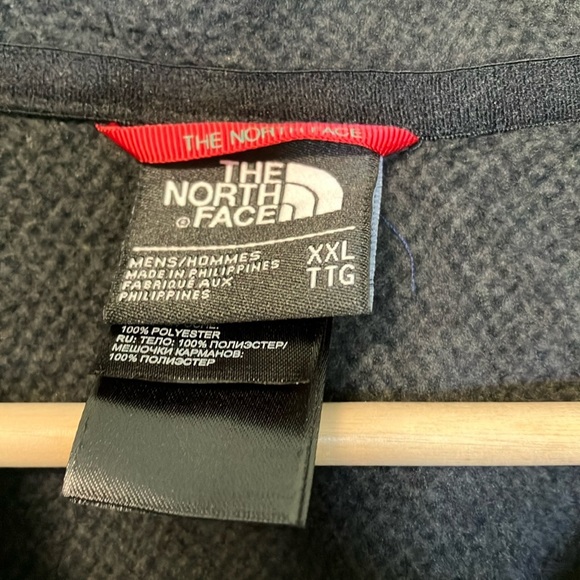 THE NORTH FACE
THE
NORTH
FACE
MENS/HOMMES
MADE IN PHILIPPINES
FABRIQUÉ AUX
PHILIPPINES
XXL
TTG
100% POLYESTER
RU: ТЕЛО: 100% ПОЛИЭСТЕР/
МЕШОЧКИ КАРМАНОВ:
100% ПОЛИЭСТЕР